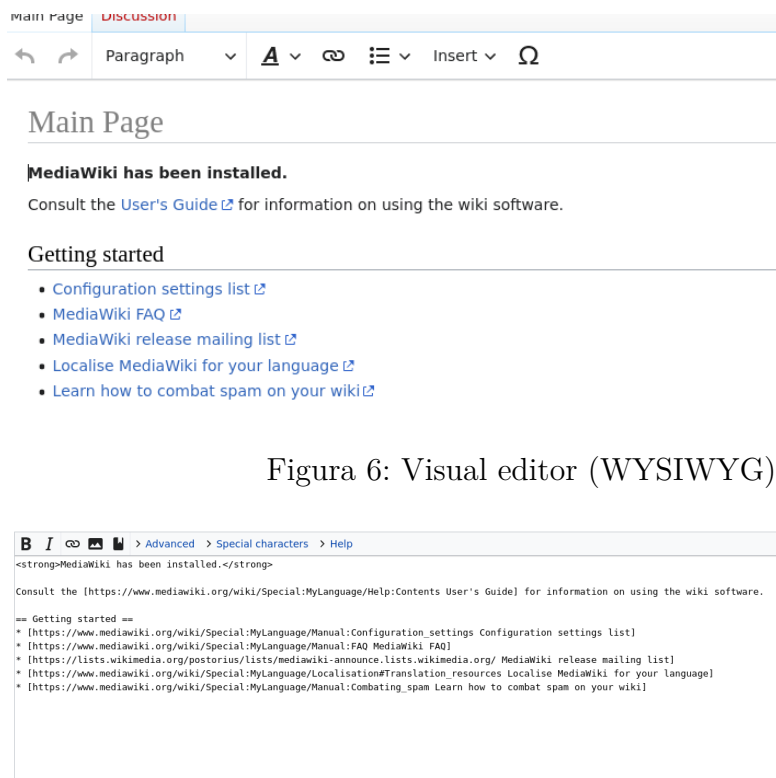 Main Page Discussion
Paragraph A Insert Ω
Main Page
MediaWiki has been installed.
Consult the User's Guide for information on using the wiki software.
Getting started
• Configuration settings list
• MediaWiki FAQ
• MediaWiki release mailing list
• Localise MediaWiki for your language
• Learn how to combat spam on your wiki
Figura 6: Visual editor (WYSIWYG)
B I > Advanced > Special characters > Help
<strong>MediaWiki has been installed.</strong>
Consult the [https://www.mediawiki.org/wiki/Special:MyLanguage/Help:Contents User's Guide] for information on using the wiki software.
== Getting started ==
* [https://www.mediawiki.org/wiki/Special:MyLanguage/Manual:Configuration_settings Configuration settings list]
* [https://www.mediawiki.org/wiki/Special:MyLanguage/Manual:FAQ MediaWiki FAQ]
* [https://lists.wikimedia.org/postorius/lists/mediawiki-announce.lists.wikimedia.org/ MediaWiki release mailing list]
* [https://www.mediawiki.org/wiki/Special:MyLanguage/Localisation#Translation_resources Localise MediaWiki for your language]
* [https://www.mediawiki.org/wiki/Special:MyLanguage/Manual:Combating_spam Learn how to combat spam on your wiki]